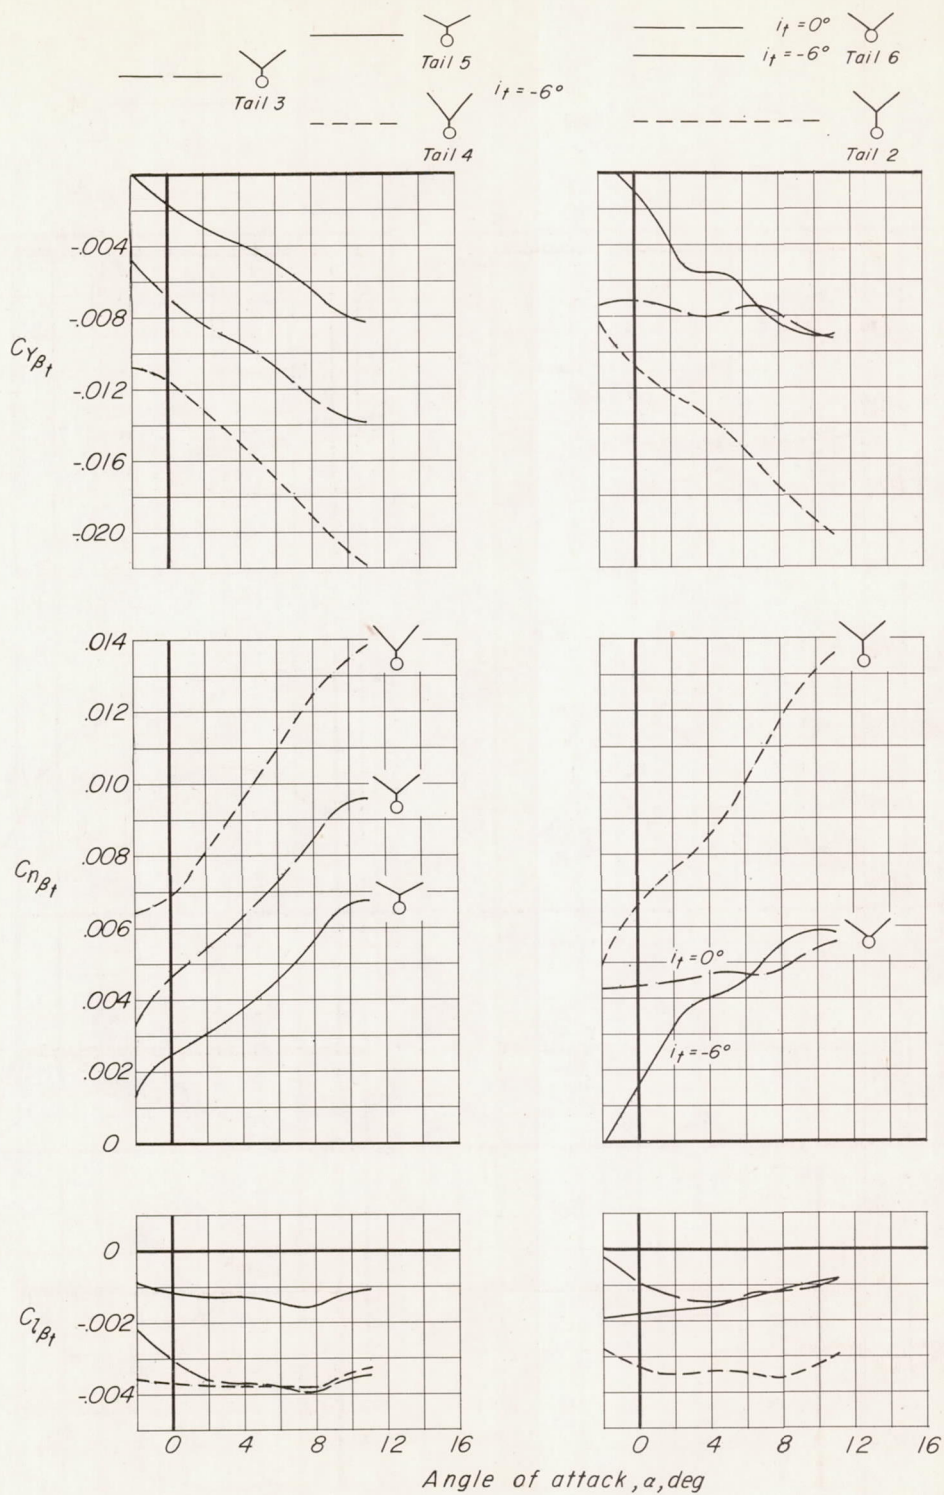 i_t = 0°
i_t = -6° Tail 6
Tail 5
Tail 3
i_t = -6°
Tail 4
Tail 2
C_Yβt
-.004
-.008
-.012
-.016
-.020
C_nβt
.014
.012
.010
.008
.006
.004
.002
0
i_t = 0°
i_t = -6°
C_lβt
0
-.002
-.004
0 4 8 12 16
0 4 8 12 16
Angle of attack, α, deg